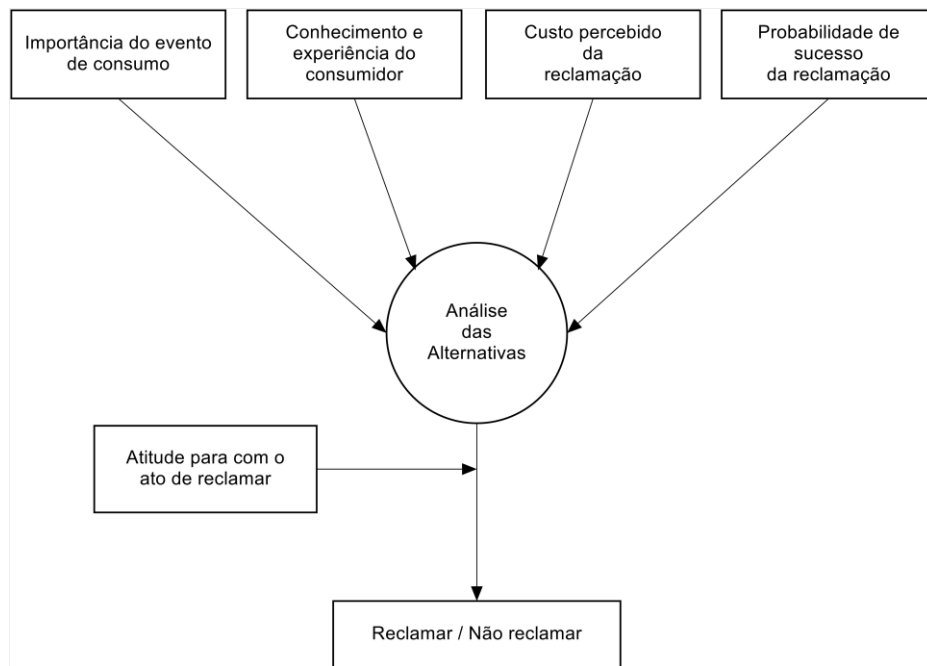 Importância do evento
de consumo
Conhecimento e
experiência do
consumidor
Custo percebido
da
reclamação
Probabilidade de
sucesso
da reclamação
Análise
das
Alternativas
Atitude para com o
ato de reclamar
Reclamar / Não reclamar